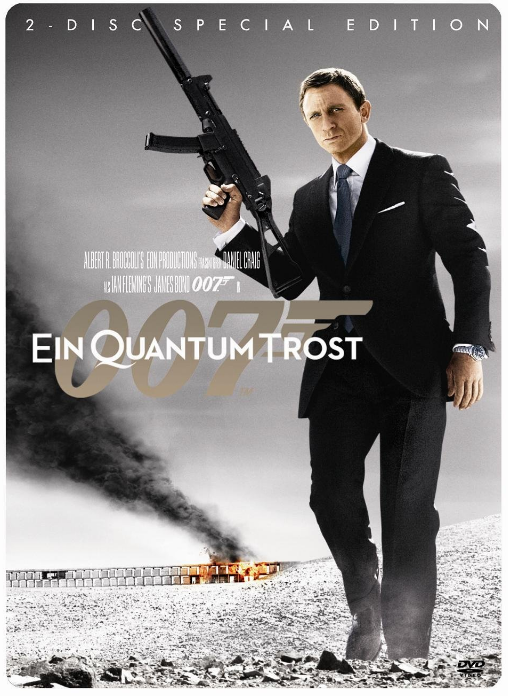 2-DISC SPECIAL EDITION
ALBERT R. BROCCOLI'S EON PRODUCTIONS DANIEL CRAIG
ALS IAN FLEMING'S JAMES BOND 007 IN
007
EIN QUANTUM TROST
DVD